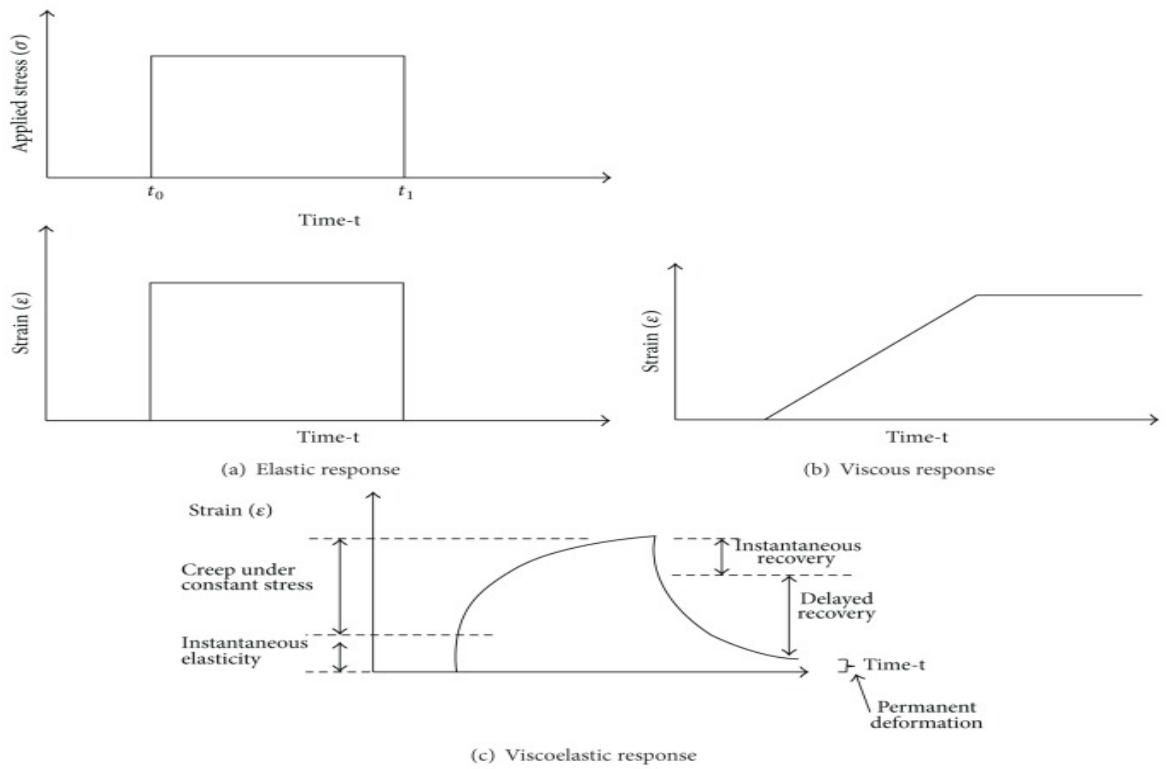 Applied stress (σ)
t0
t1
Time-t
Strain (ε)
Time-t
(a) Elastic response
Strain (ε)
Time-t
(b) Viscous response
Strain (ε)
Creep under
constant stress
Instantaneous
elasticity
Instantaneous
recovery
Delayed
recovery
Time-t
Permanent
deformation
(c) Viscoelastic response